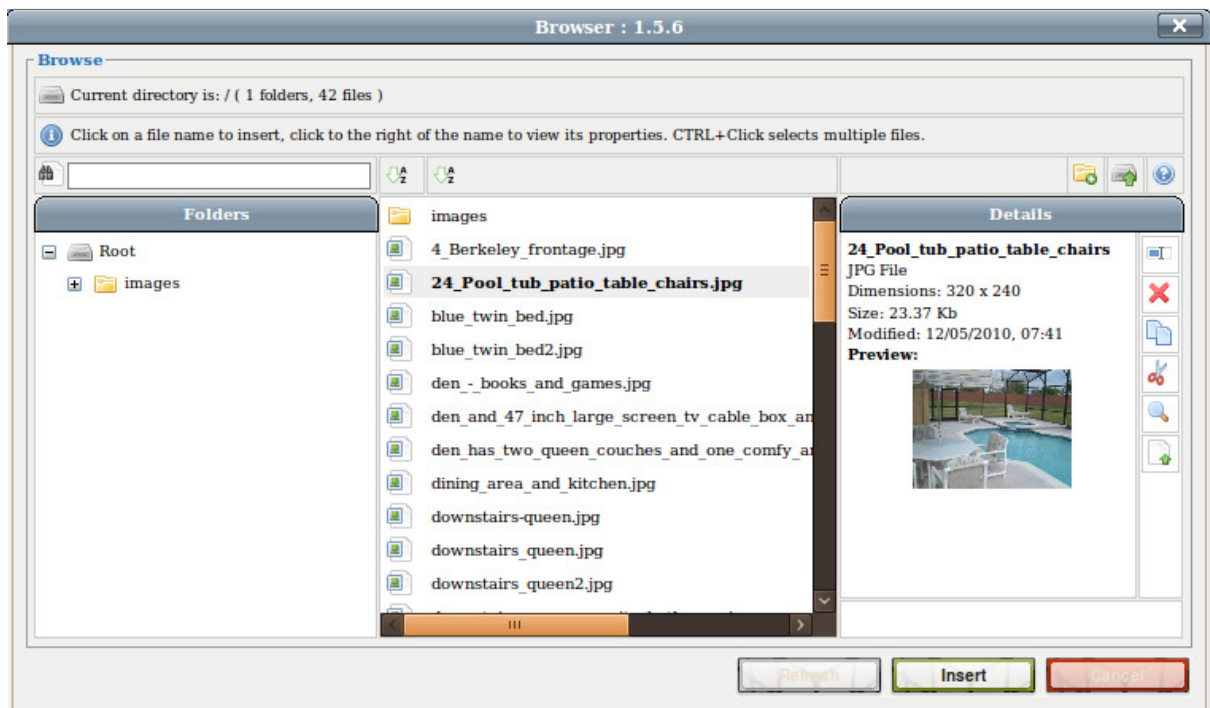 Browser : 1.5.6
Browse
Current directory is: / ( 1 folders, 42 files )
Click on a file name to insert, click to the right of the name to view its properties. CTRL+Click selects multiple files.
Folders
Root
images
images
4_Berkeley_frontage.jpg
24_Pool_tub_patio_table_chairs.jpg
blue_twin_bed.jpg
blue_twin_bed2.jpg
den_-_books_and_games.jpg
den_and_47_inch_large_screen_tv_cable_box_an
den_has_two_queen_couches_and_one_comfy_ar
dining_area_and_kitchen.jpg
downstairs-queen.jpg
downstairs_queen.jpg
downstairs_queen2.jpg
Details
24_Pool_tub_patio_table_chairs
JPG File
Dimensions: 320 x 240
Size: 23.37 Kb
Modified: 12/05/2010, 07:41
Preview:
Refresh
Insert
Cancel